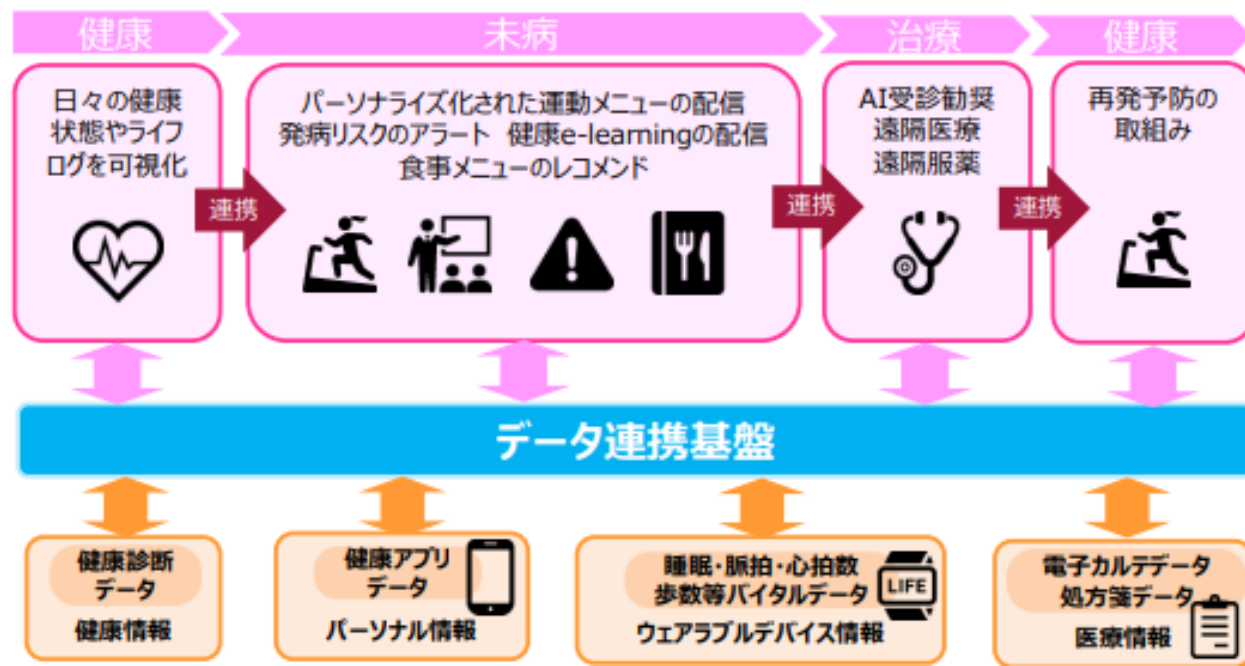 健康
未病
治療
健康
日々の健康
状態やライフ
ログを可視化
連携
パーソナライズ化された運動メニューの配信
発病リスクのアラート 健康e-learningの配信
食事メニューのレコメンド
連携
AI受診勧奨
遠隔医療
遠隔服薬
連携
再発予防の
取組み
データ連携基盤
健康診断
データ
健康情報
健康アプリ
データ
パーソナル情報
睡眠・脈拍・心拍数
歩数等バイタルデータ
LIFE
ウェアラブルデバイス情報
電子カルテデータ
処方箋データ
医療情報